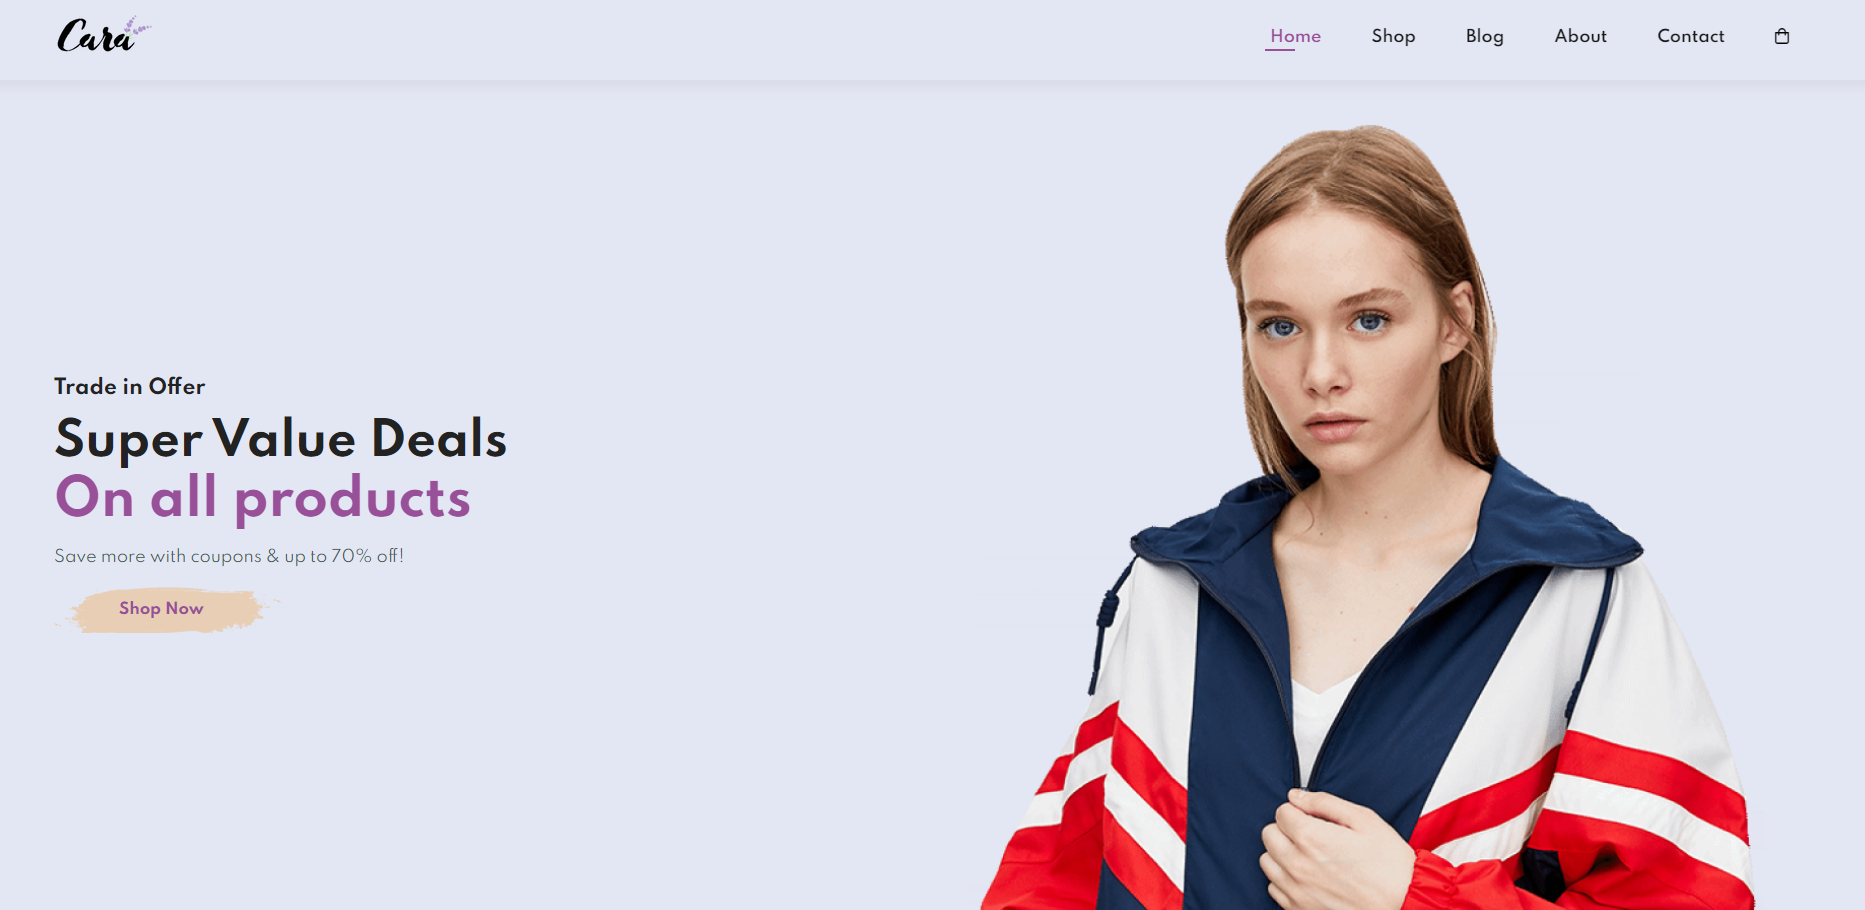 Cara
Home Shop Blog About Contact
Trade in Offer
Super Value Deals
On all products
Save more with coupons & up to 70% off!
Shop Now